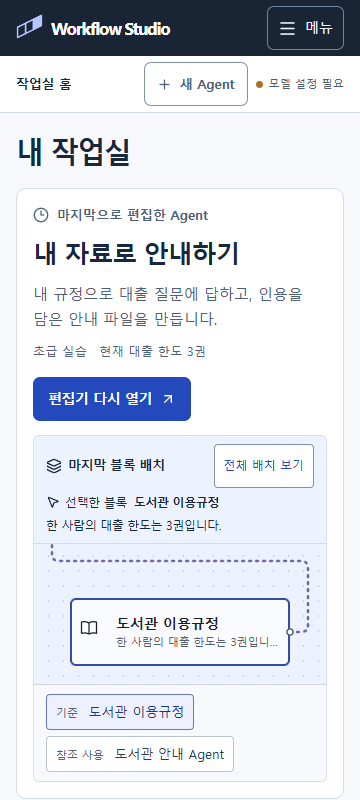 Workflow Studio
메뉴
작업실 홈
새 Agent
모델 설정 필요
내 작업실
마지막으로 편집한 Agent
내 자료로 안내하기
내 규정으로 대출 질문에 답하고, 인용을
담은 안내 파일을 만듭니다.
초급 실습 현재 대출 한도 3권
편집기 다시 열기
마지막 블록 배치
전체 배치 보기
선택한 블록 도서관 이용규정
한 사람의 대출 한도는 3권입니다.
도서관 이용규정
한 사람의 대출 한도는 3권입니…
기준 도서관 이용규정
참조 사용 도서관 안내 Agent